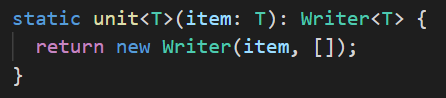 static unit<T>(item: T): Writer<T> {
  return new Writer(item, []);
}